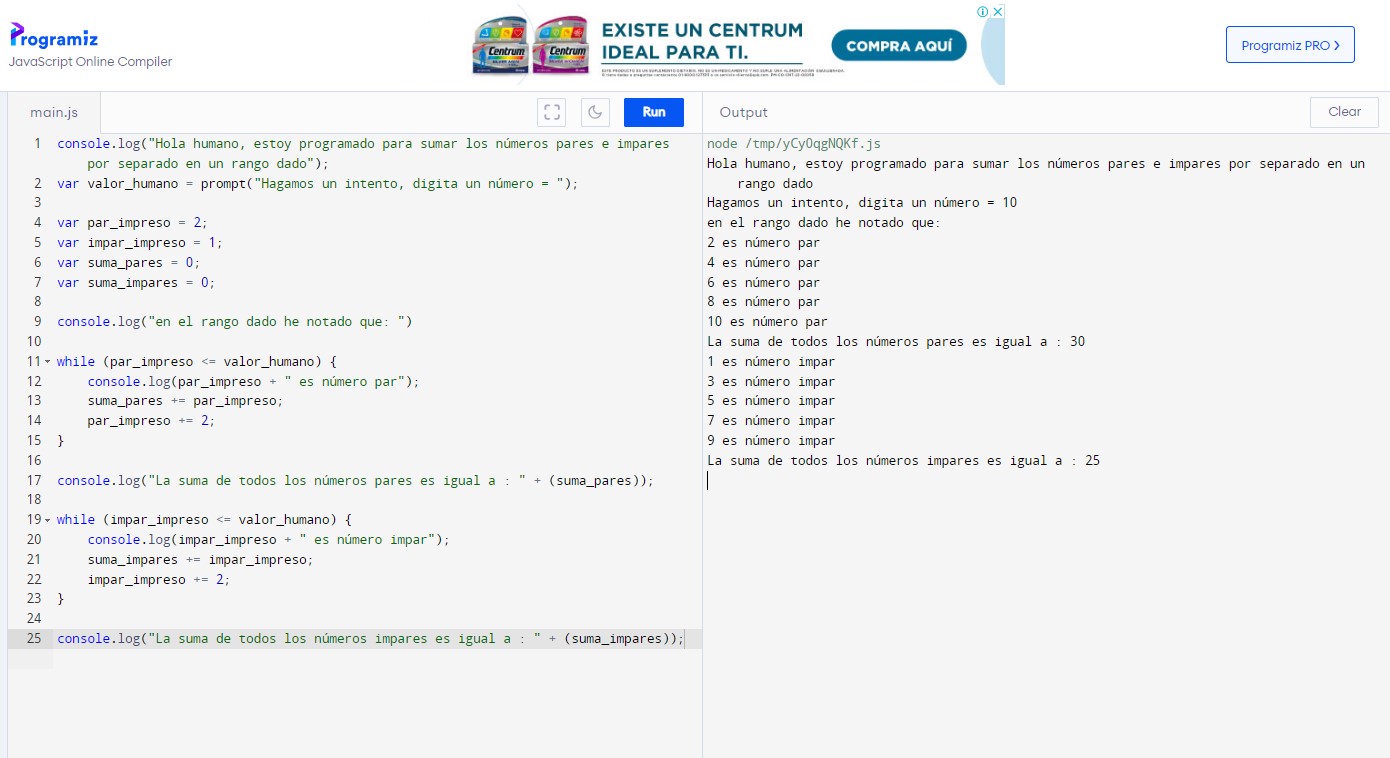 Programiz
JavaScript Online Compiler
Centrum
Centrum
EXISTE UN CENTRUM
IDEAL PARA TI.
COMPRA AQUÍ
Programiz PRO
main.js
Run
Output
Clear
1 console.log("Hola humano, estoy programado para sumar los números pares e impares
por separado en un rango dado");
2 var valor_humano = prompt("Hagamos un intento, digita un número = ");
3
4 var par_impreso = 2;
5 var impar_impreso = 1;
6 var suma_pares = 0;
7 var suma_impares = 0;
8
9 console.log("en el rango dado he notado que: ")
10
11 while (par_impreso <= valor_humano) {
12 console.log(par_impreso + " es número par");
13 suma_pares += par_impreso;
14 par_impreso += 2;
15 }
16
17 console.log("La suma de todos los números pares es igual a : " + (suma_pares));
18
19 while (impar_impreso <= valor_humano) {
20 console.log(impar_impreso + " es número impar");
21 suma_impares += impar_impreso;
22 impar_impreso += 2;
23 }
24
25 console.log("La suma de todos los números impares es igual a : " + (suma_impares));
node /tmp/yCyOqgNQKf.js
Hola humano, estoy programado para sumar los números pares e impares por separado en un
rango dado
Hagamos un intento, digita un número = 10
en el rango dado he notado que:
2 es número par
4 es número par
6 es número par
8 es número par
10 es número par
La suma de todos los números pares es igual a : 30
1 es número impar
3 es número impar
5 es número impar
7 es número impar
9 es número impar
La suma de todos los números impares es igual a : 25